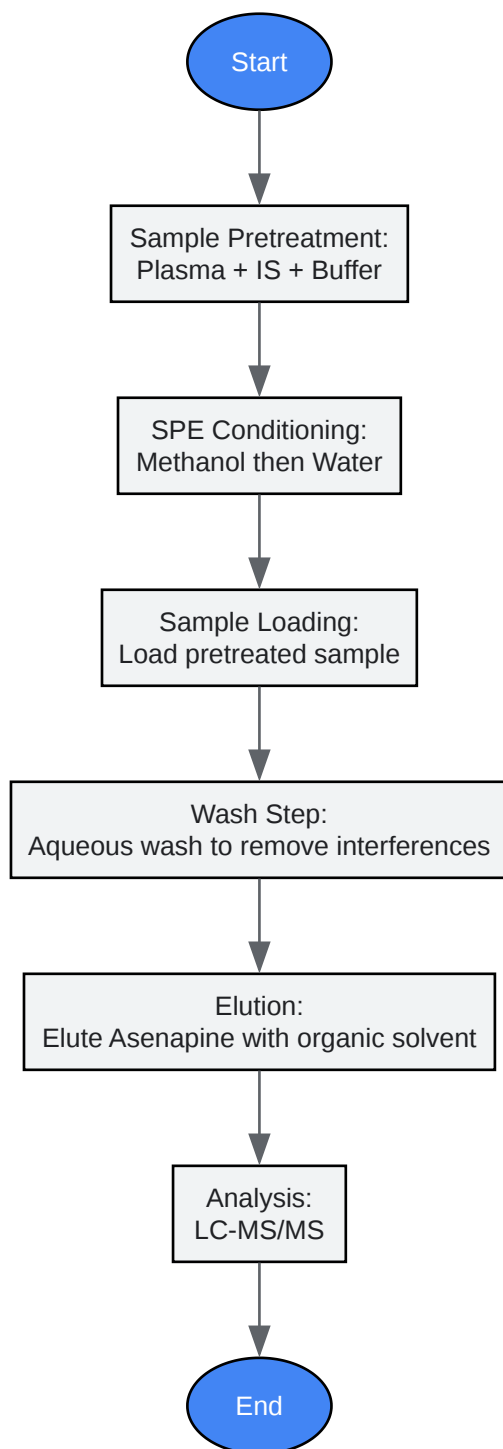 Start
Sample Pretreatment:
Plasma + IS + Buffer
SPE Conditioning:
Methanol then Water
Sample Loading:
Load pretreated sample
Wash Step:
Aqueous wash to remove interferences
Elution:
Elute Asenapine with organic solvent
Analysis:
LC-MS/MS
End